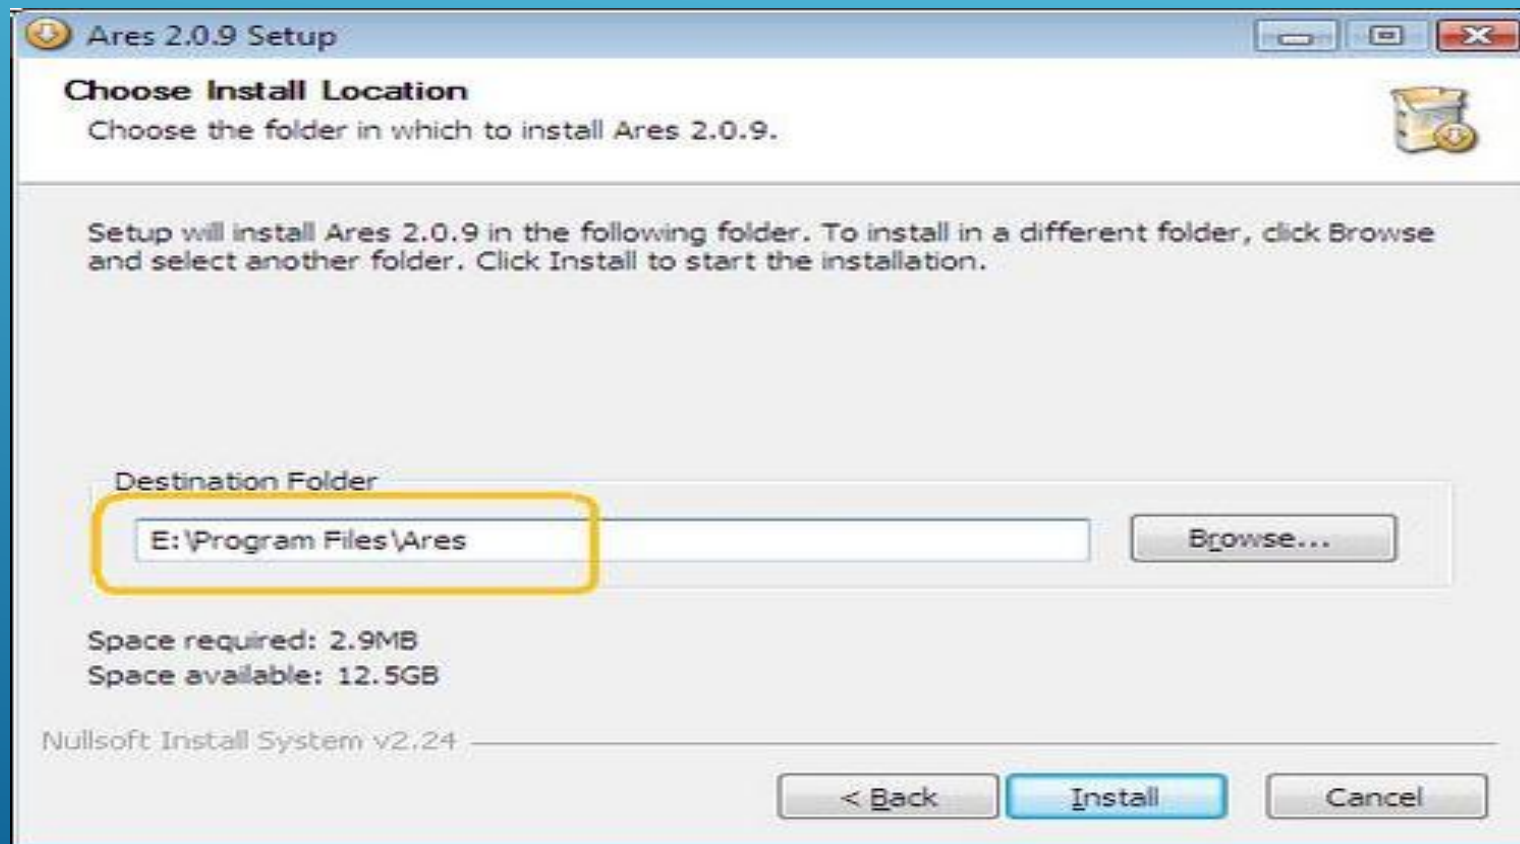 Ares 2.0.9 Setup
Choose Install Location
Choose the folder in which to install Ares 2.0.9.
Setup will install Ares 2.0.9 in the following folder. To install in a different folder, click Browse
and select another folder. Click Install to start the installation.
Destination Folder
E:\Program Files\Ares
Browse...
Space required: 2.9MB
Space available: 12.5GB
Nullsoft Install System v2.24
< Back
Install
Cancel